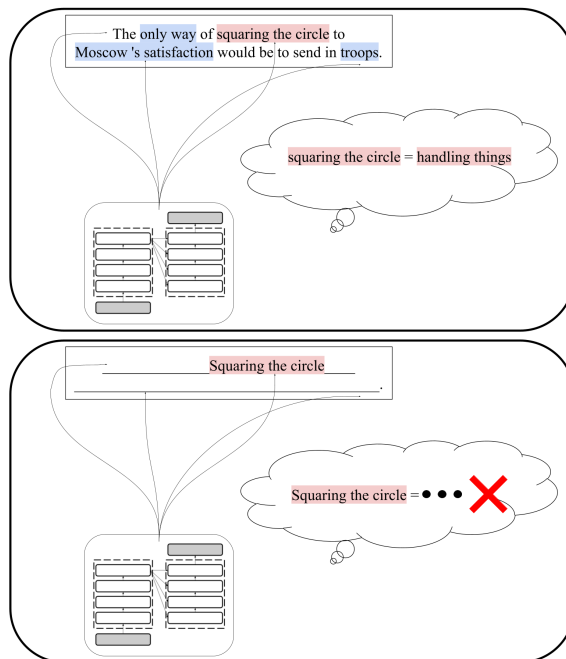 The only way of squaring the circle to
Moscow 's satisfaction would be to send in troops.
squaring the circle = handling things
Squaring the circle
.
Squaring the circle = •••